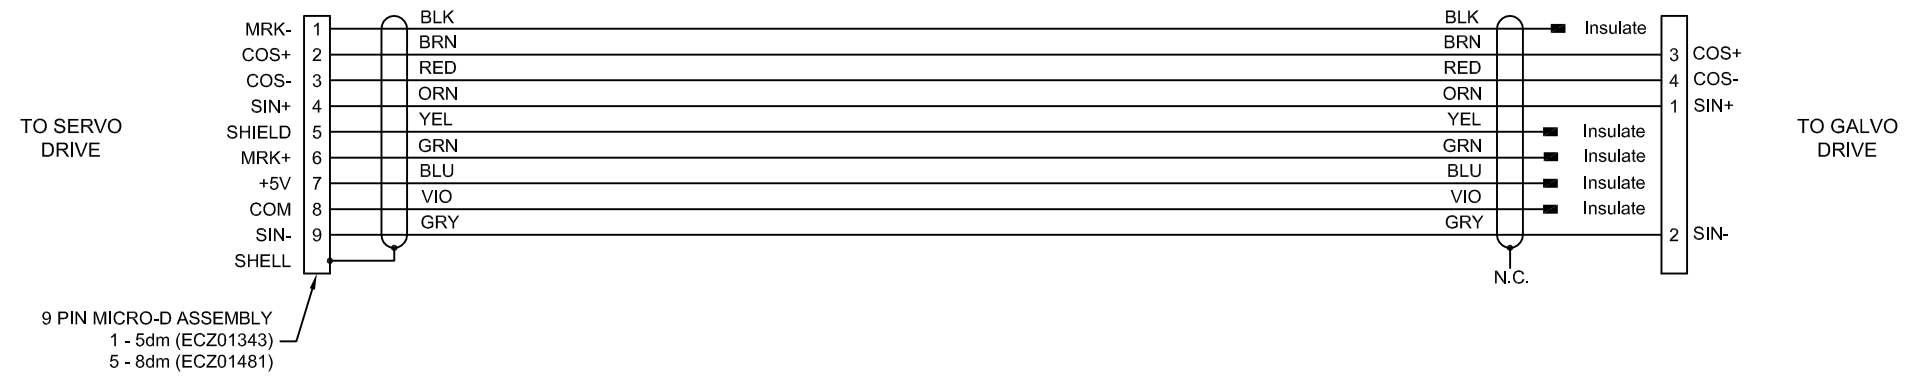 BLK BLK
MRK- 1 Insulate
BRN BRN
COS+ 2 3 COS+
RED RED
COS- 3 4 COS-
ORN ORN
SIN+ 4 1 SIN+
YEL YEL
SHIELD 5 Insulate
GRN GRN
MRK+ 6 Insulate
BLU BLU
+5V 7 Insulate
VIO VIO
COM 8 Insulate
GRY GRY
SIN- 9 2 SIN-
SHELL
N.C.
TO SERVO
DRIVE
TO GALVO
DRIVE
9 PIN MICRO-D ASSEMBLY
1 - 5dm (ECZ01343)
5 - 8dm (ECZ01481)